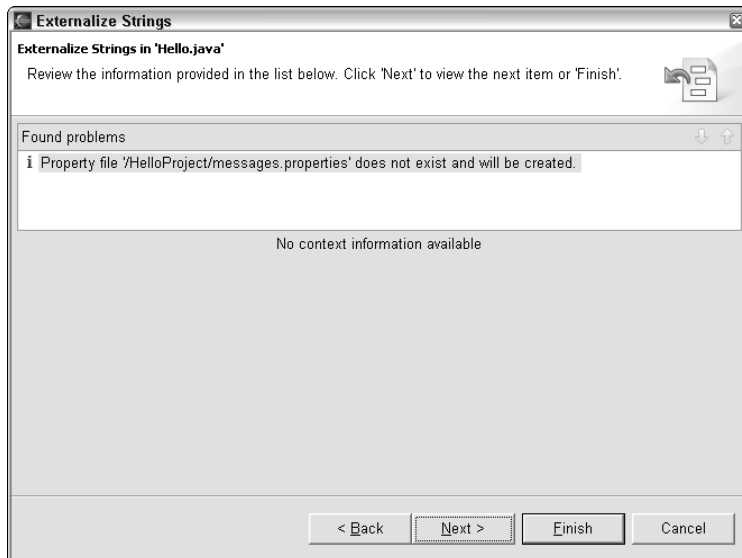 Externalize Strings
Externalize Strings in 'Hello.java'
Review the information provided in the list below. Click 'Next' to view the next item or 'Finish'.
Found problems
i Property file '/HelloProject/messages.properties' does not exist and will be created.
No context information available
< Back Next > Finish Cancel